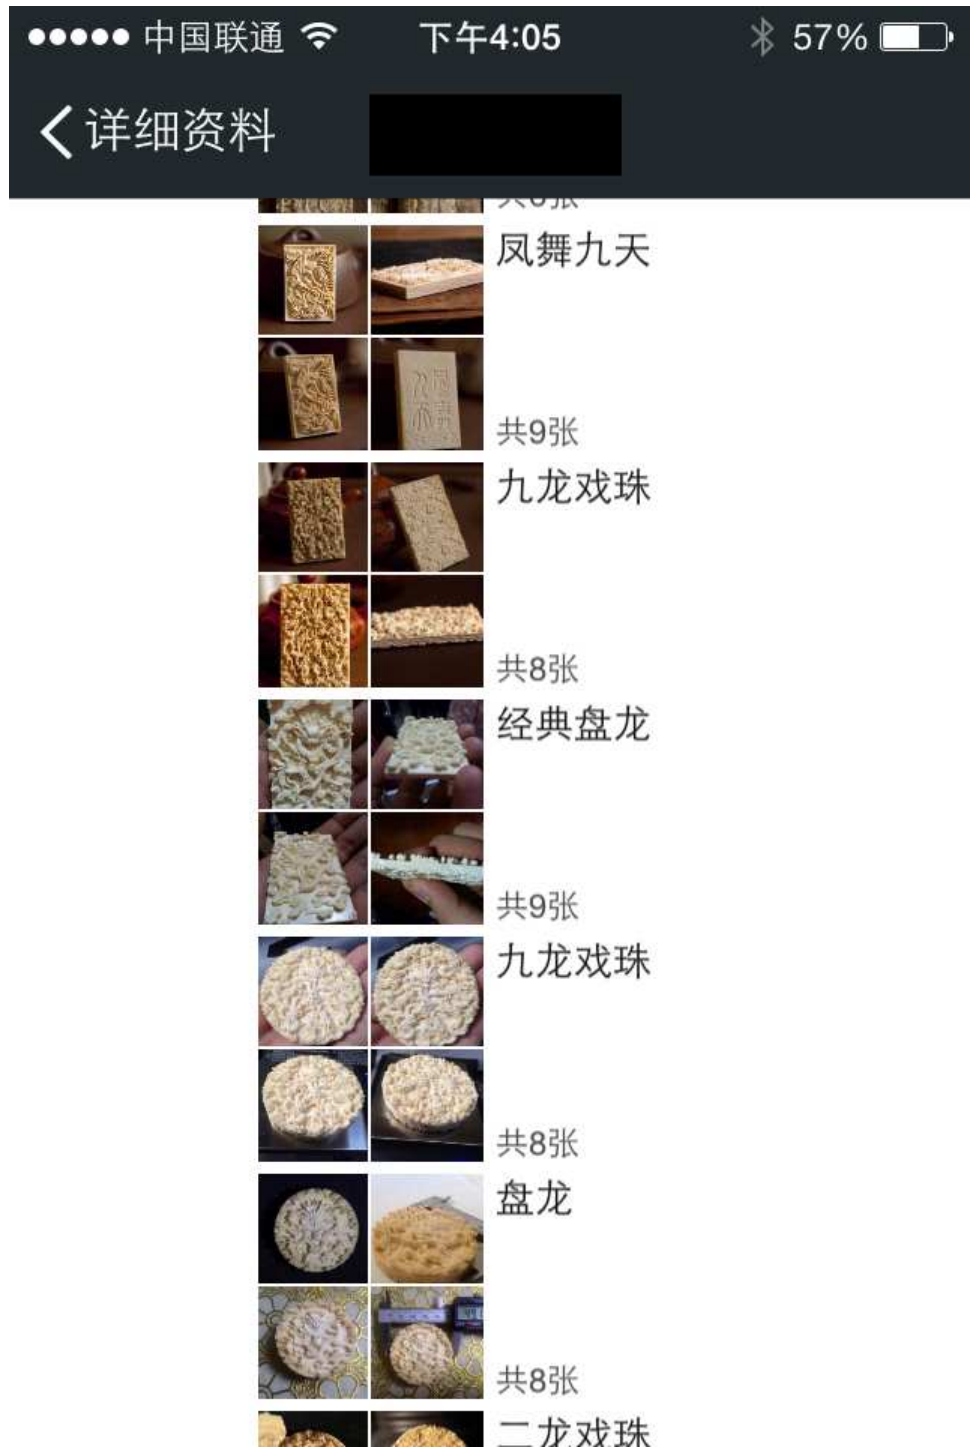 中国联通 下午4:05 57%
详细资料
凤舞九天
共9张
九龙戏珠
共8张
经典盘龙
共9张
九龙戏珠
共8张
盘龙
共8张
二龙戏珠